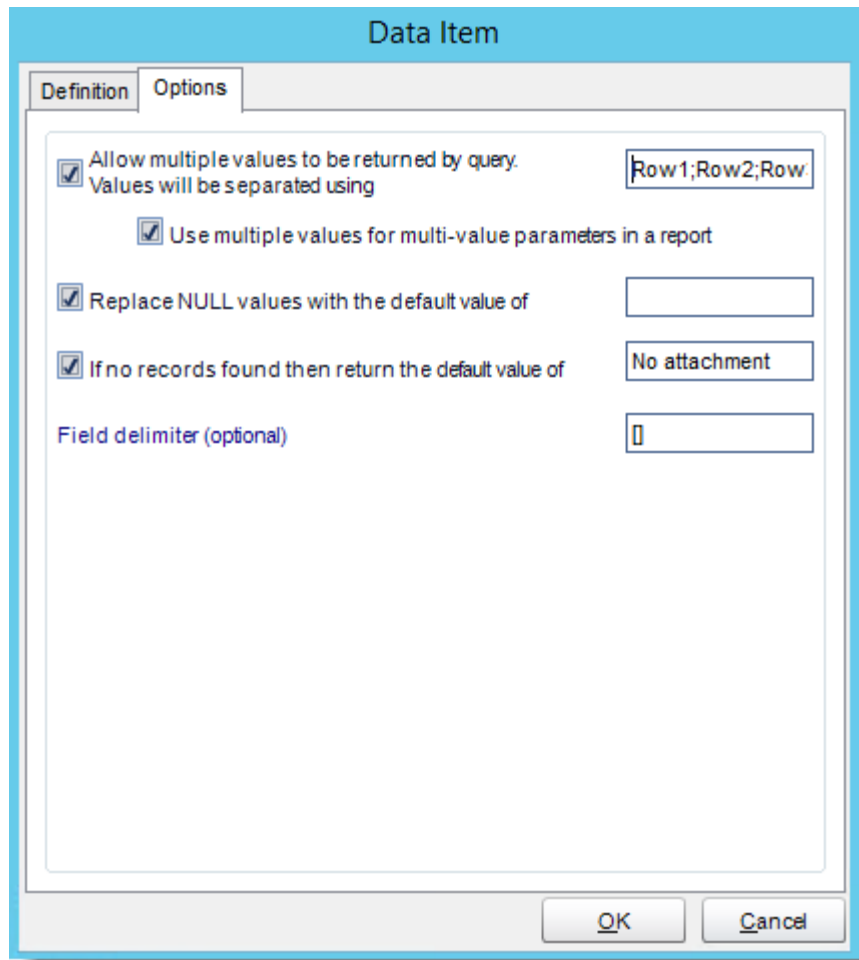 Data Item
Definition Options
Allow multiple values to be returned by query. Row1;Row2;Row
Values will be separated using
Use multiple values for multi-value parameters in a report
Replace NULL values with the default value of
If no records found then return the default value of No attachment
Field delimiter (optional) []
OK Cancel